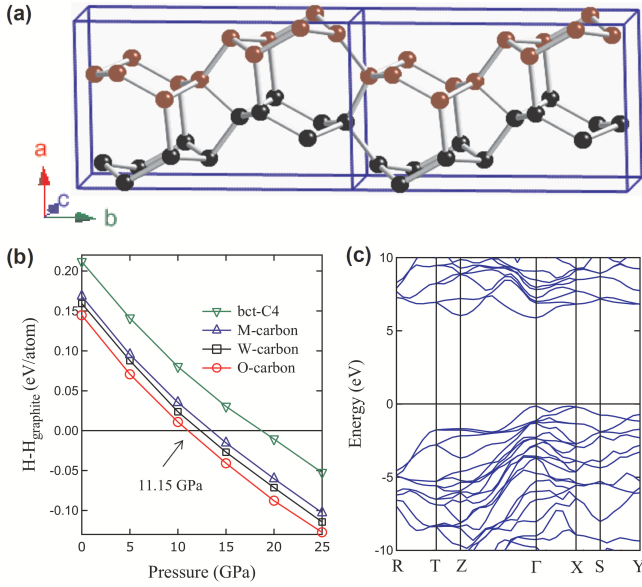 (a)
a
c
b
(b)
(c)
H-Hgraphite (eV/atom)
0.20
0.15
0.10
0.05
0.00
-0.05
-0.10
bct-C4
M-carbon
W-carbon
O-carbon
11.15 GPa
0 5 10 15 20 25
Pressure (GPa)
Energy (eV)
10
5
0
-5
-10
R T Z Γ X S Y